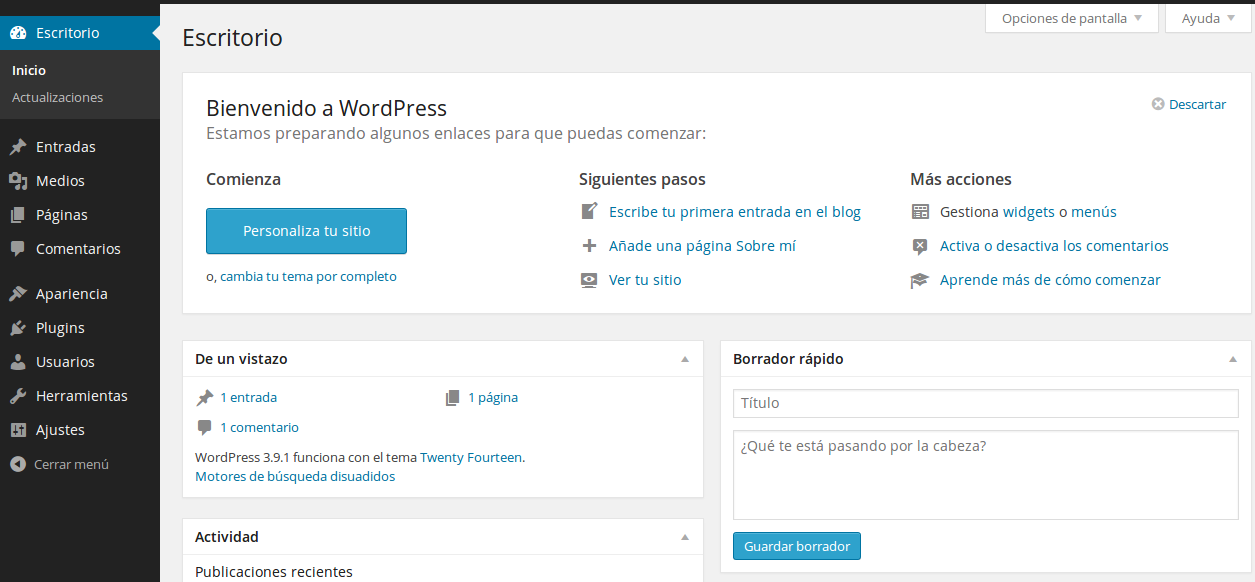 Escritorio
Inicio
Actualizaciones
Entradas
Medios
Páginas
Comentarios
Apariencia
Plugins
Usuarios
Herramientas
Ajustes
Cerrar menú
Opciones de pantalla
Ayuda
Escritorio
Bienvenido a WordPress
Descartar
Estamos preparando algunos enlaces para que puedas comenzar:
Comienza
Personaliza tu sitio
o, cambia tu tema por completo
Siguientes pasos
Escribe tu primera entrada en el blog
Añade una página Sobre mí
Ver tu sitio
Más acciones
Gestiona widgets o menús
Activa o desactiva los comentarios
Aprende más de cómo comenzar
De un vistazo
1 entrada
1 página
1 comentario
WordPress 3.9.1 funciona con el tema Twenty Fourteen.
Motores de búsqueda disuadidos
Actividad
Publicaciones recientes
Borrador rápido
Título
¿Qué te está pasando por la cabeza?
Guardar borrador